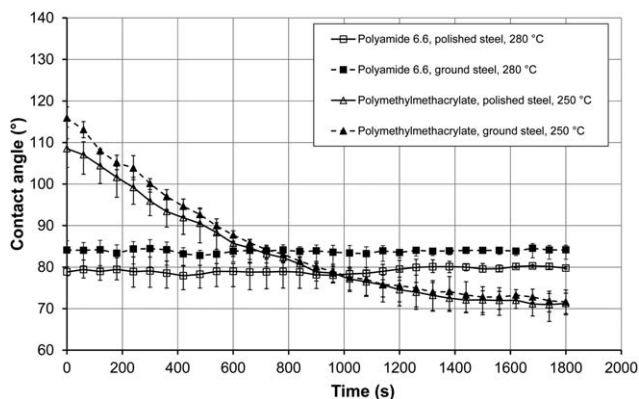 140
130
120
110
100
90
80
70
60
Contact angle (°)
Polyamide 6.6, polished steel, 280 °C
Polyamide 6.6, ground steel, 280 °C
Polymethylmethacrylate, polished steel, 250 °C
Polymethylmethacrylate, ground steel, 250 °C
0 200 400 600 800 1000 1200 1400 1600 1800 2000
Time (s)